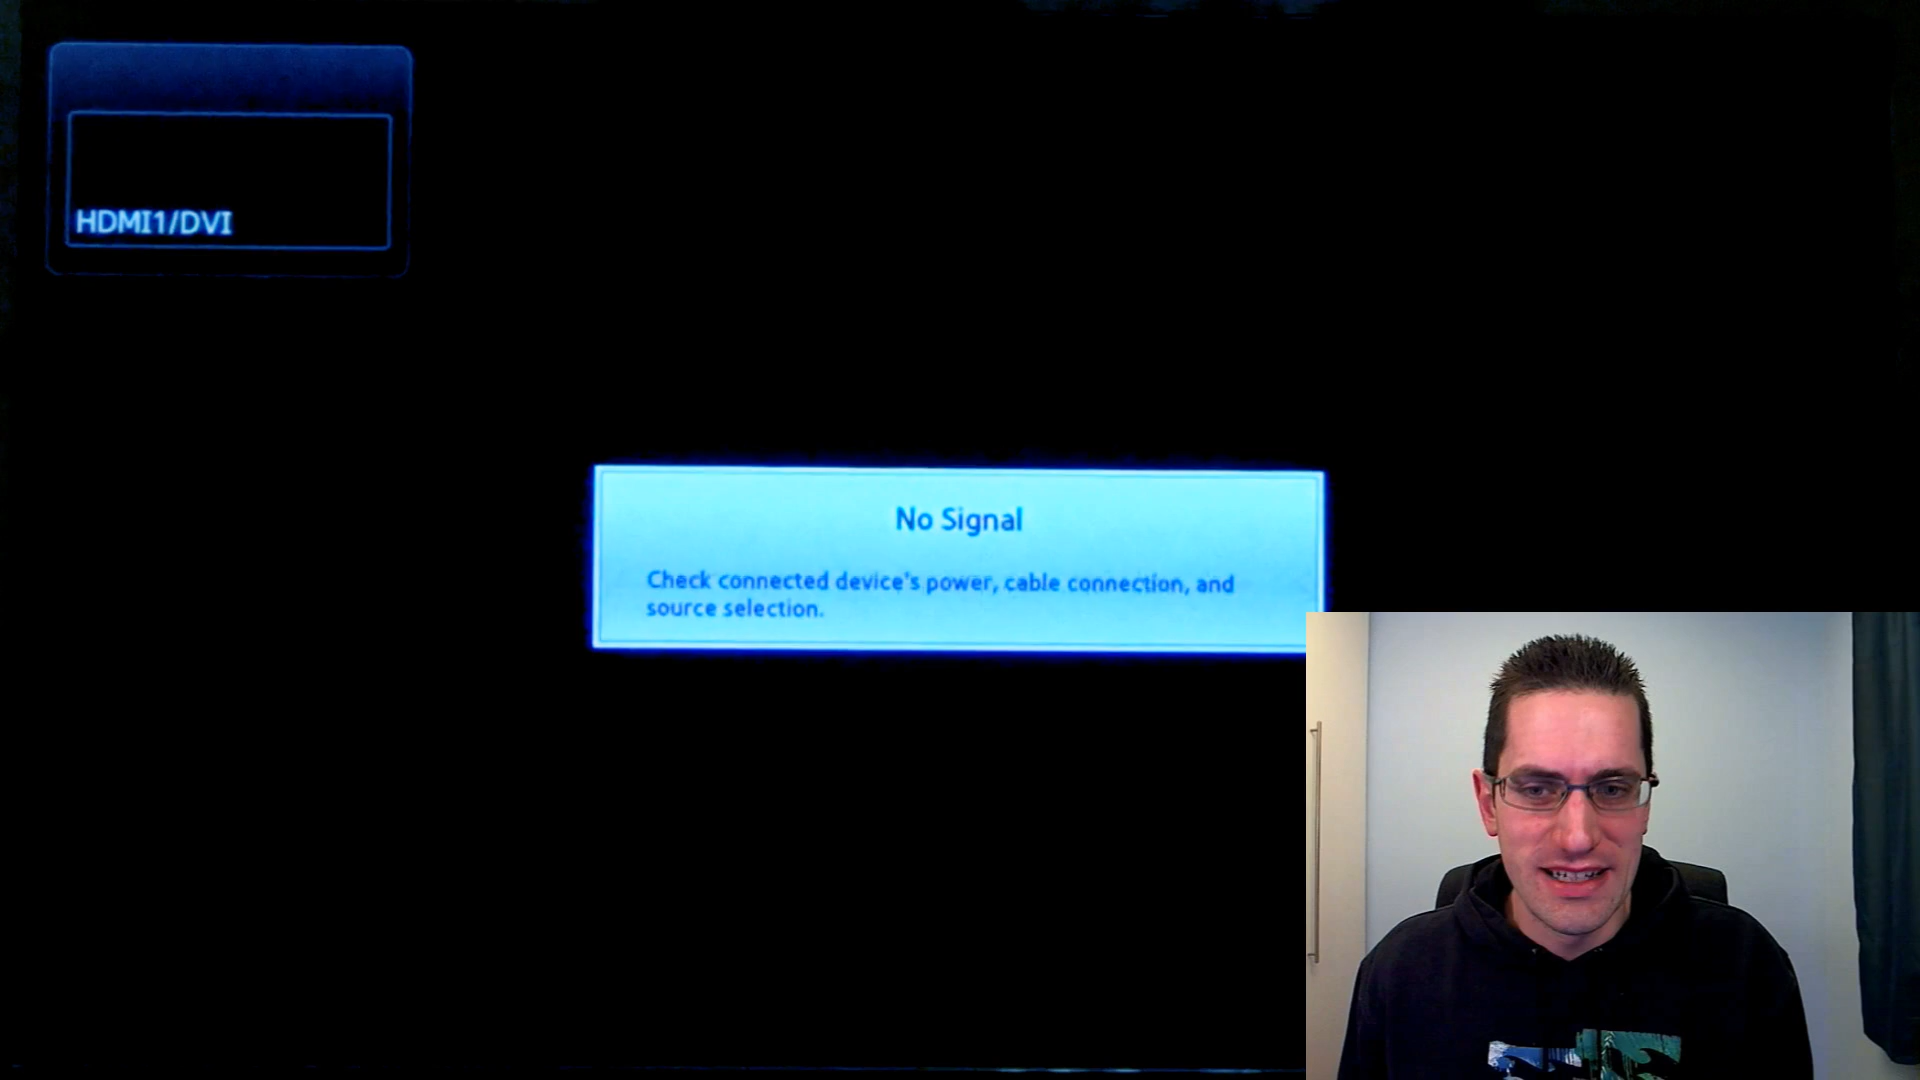 HDMI1/DVI
No Signal
Check connected device's power, cable connection, and
source selection.